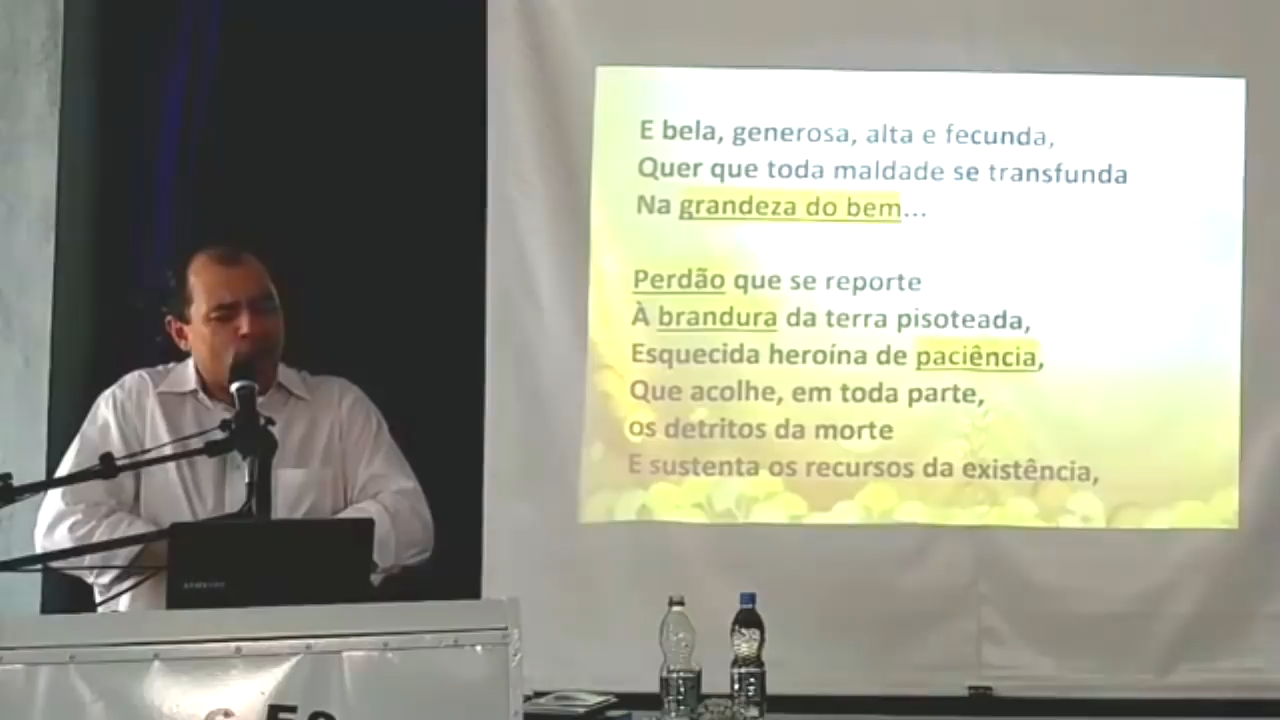 E bela, generosa, alta e fecunda,
Quer que toda maldade se transfunda
Na grandeza do bem...
Perdão que se reporte
À brandura da terra pisoteada,
Esquecida heroína de paciência,
Que acolhe, em toda parte,
os detritos da morte
E sustenta os recursos da existência,
SAMSUNG